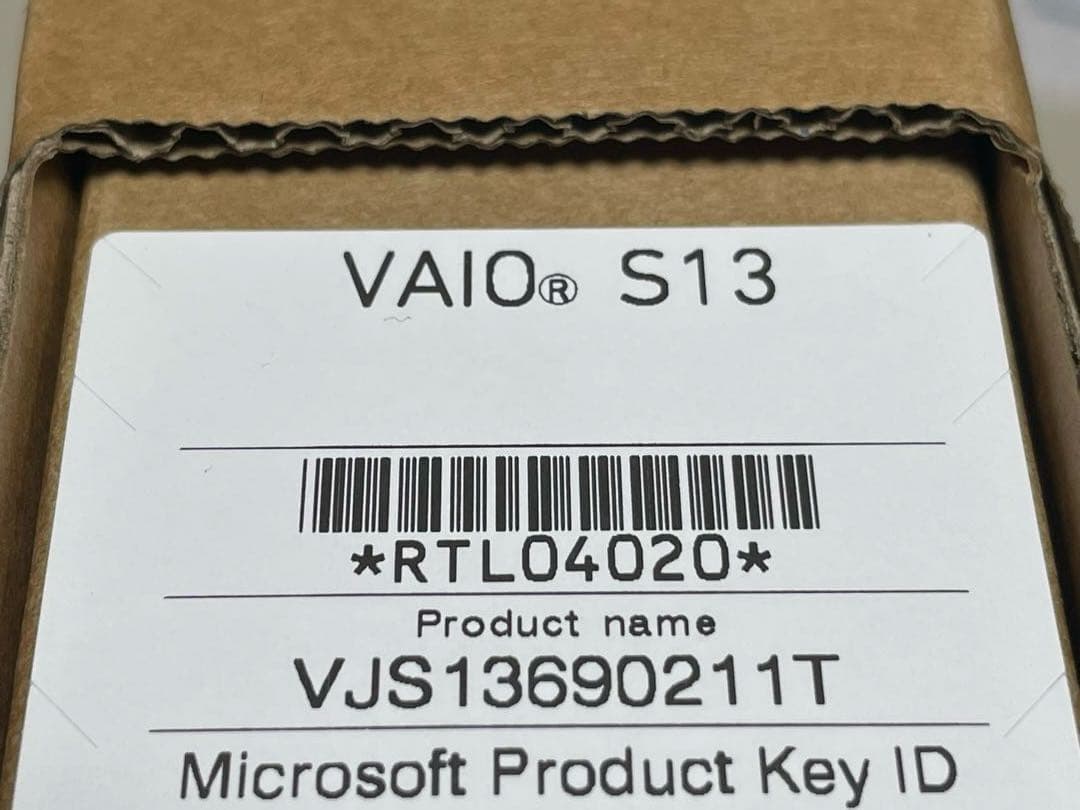 VAIO® S13
*RTL04020*
Product name
VJS13690211T
Microsoft Product Key ID